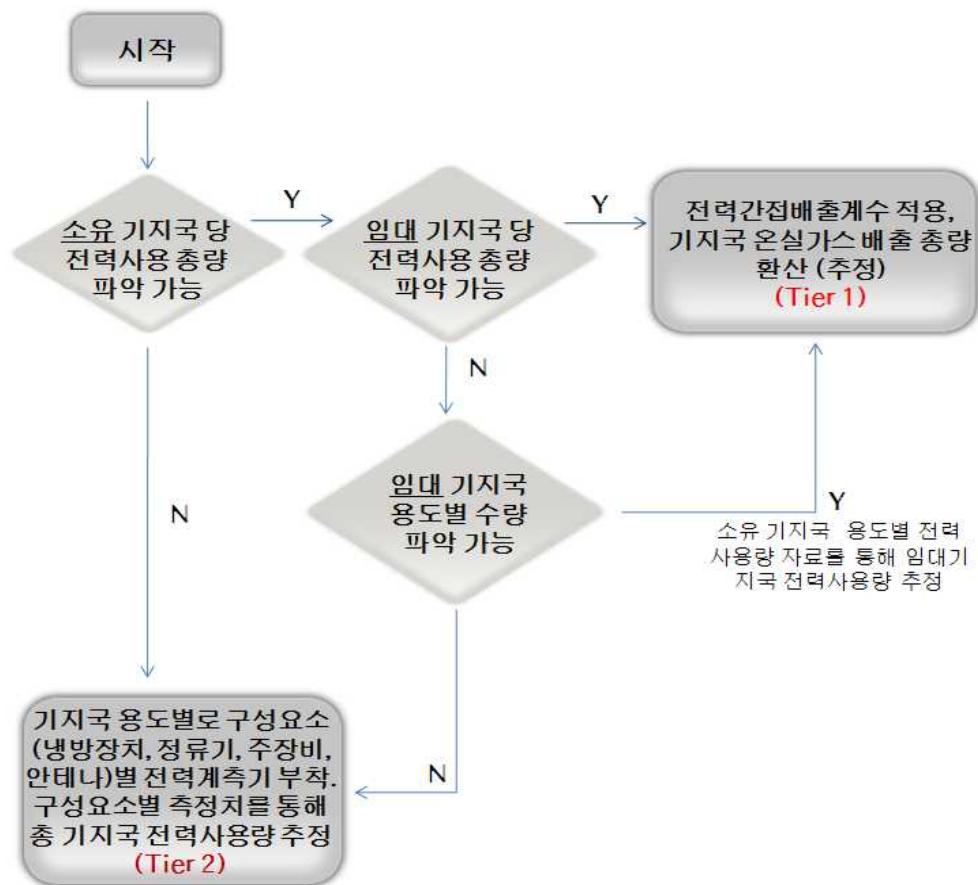 시작
Y
Y
소유 기지국 당
전력사용 총량
파악 가능
임대 기지국 당
전력사용 총량
파악 가능
전력간접배출계수 적용,
기지국 온실가스 배출 총량
환산 (추정)
(Tier 1)
N
임대 기지국
용도별 수량
파악 가능
N
Y
소유 기지국 용도별 전력
사용량 자료를 통해 임대기
지국 전력사용량 추정
기지국 용도별로 구성요소
(냉방장치, 정류기, 주장비,
안테나)별 전력계측기 부착.
구성요소별 측정치를 통해
총 기지국 전력사용량 추정
(Tier 2)
N